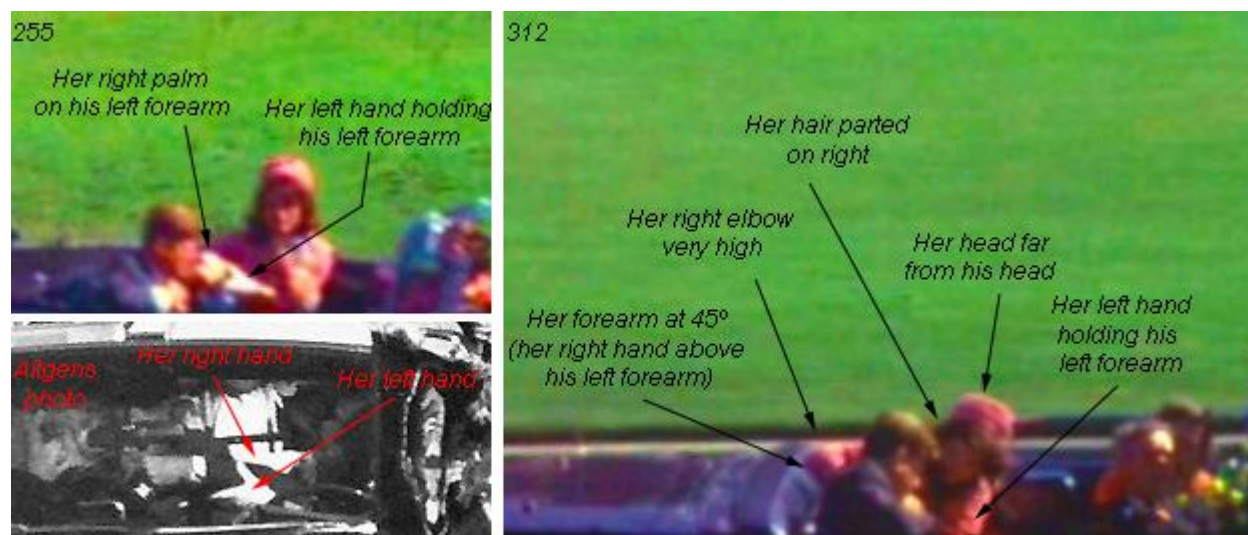 255
Her right palm
on his left forearm
Her left hand holding
his left forearm
Altgens
photo
Her right hand
Her left hand
312
Her hair parted
on right
Her right elbow
very high
Her head far
from his head
Her forearm at 45º
(her right hand above
his left forearm)
Her left hand
holding his
left forearm